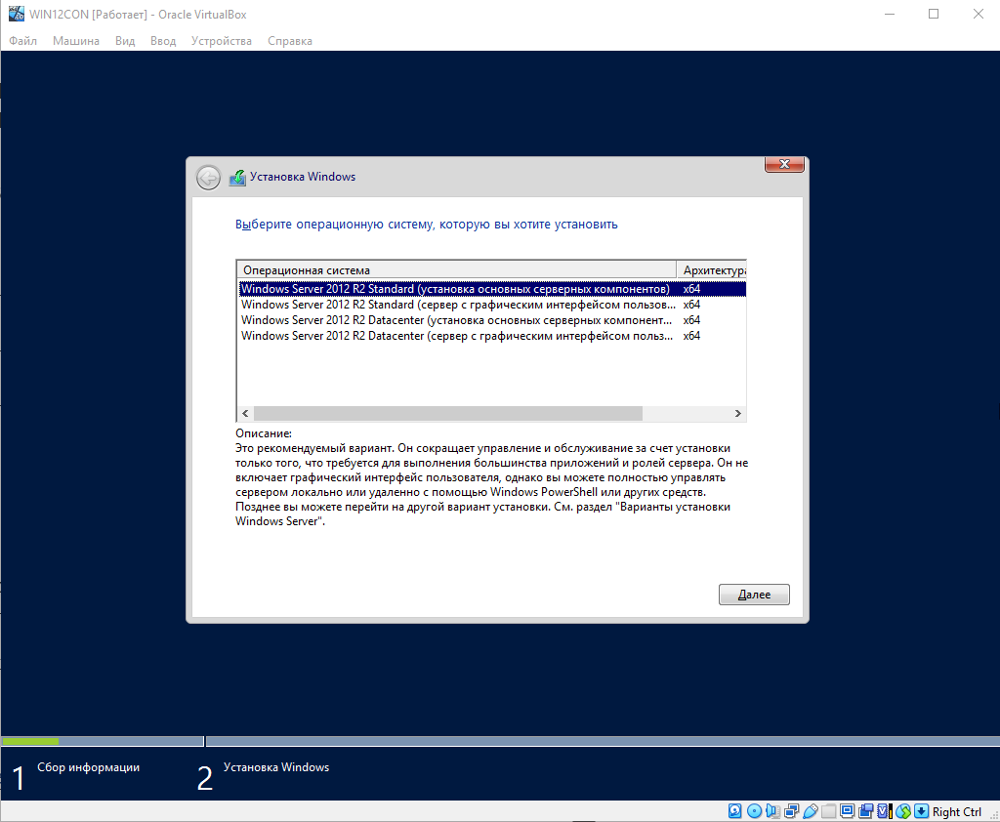 WIN12CON [Работает] - Oracle VirtualBox
Файл Машина Вид Ввод Устройства Справка
Установка Windows
Выберите операционную систему, которую вы хотите установить
Операционная система Архитектура
Windows Server 2012 R2 Standard (установка основных серверных компонентов) x64
Windows Server 2012 R2 Standard (сервер с графическим интерфейсом пользов... x64
Windows Server 2012 R2 Datacenter (установка основных серверных компонент... x64
Windows Server 2012 R2 Datacenter (сервер с графическим интерфейсом польз... x64
Описание:
Это рекомендуемый вариант. Он сокращает управление и обслуживание за счет установки
только того, что требуется для выполнения большинства приложений и ролей сервера. Он не
включает графический интерфейс пользователя, однако вы можете полностью управлять
сервером локально или удаленно с помощью Windows PowerShell или других средств.
Позднее вы можете перейти на другой вариант установки. См. раздел "Варианты установки
Windows Server".
Далее
1 Сбор информации 2 Установка Windows
Right Ctrl